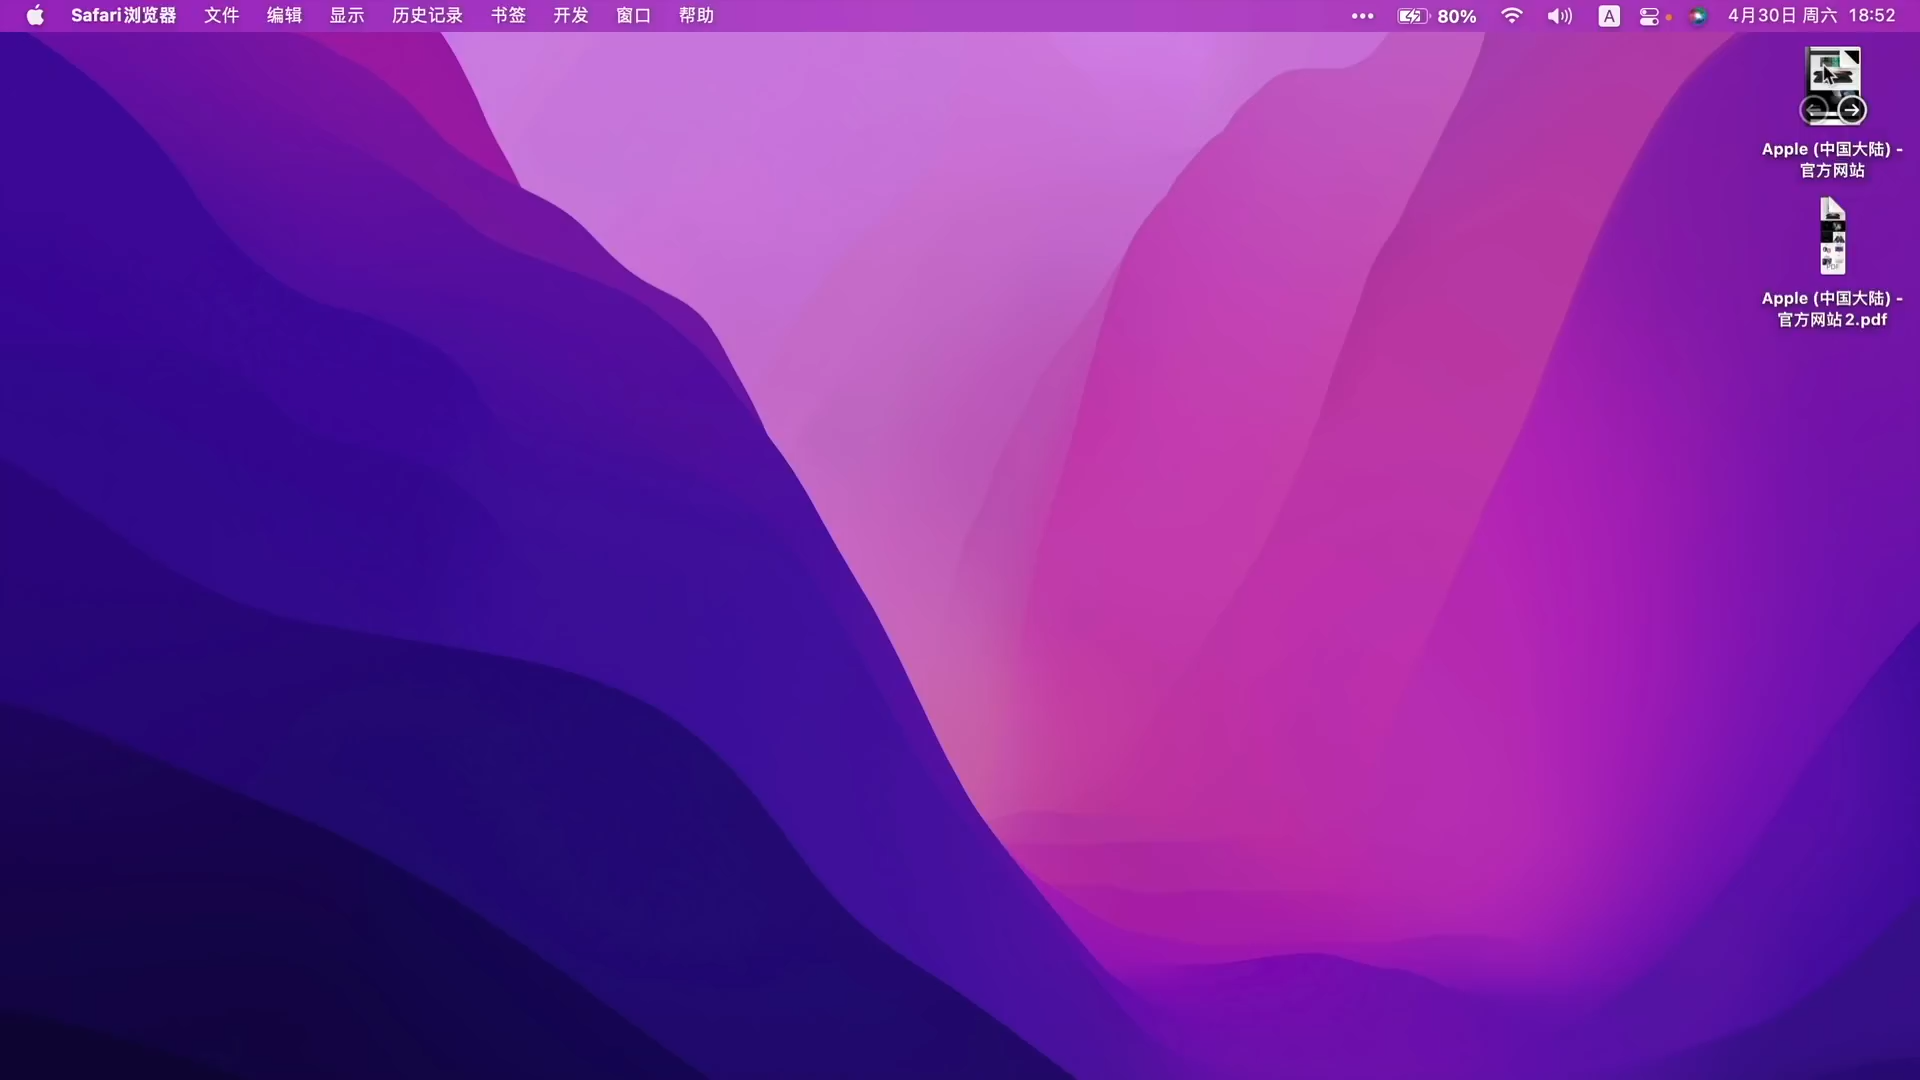 Safari浏览器 文件 编辑 显示 历史记录 书签 开发 窗口 帮助 80% A 4月30日 周六 18:52
Apple (中国大陆) -
官方网站
PDF
Apple (中国大陆) -
官方网站2.pdf